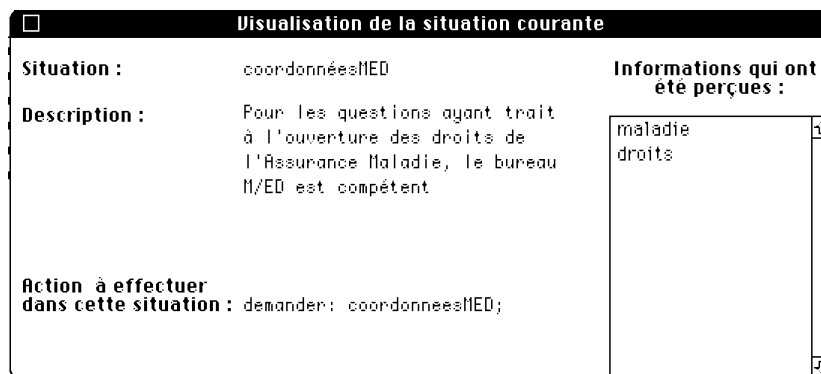 Visualisation de la situation courante
Situation :
coordonnéesMED
Description :
Pour les questions ayant trait
à l'ouverture des droits de
l'Assurance Maladie, le bureau
M/ED est compétent
Action à effectuer
dans cette situation : demander: coordonneesMED;
Informations qui ont
été perçues :
maladie
droits